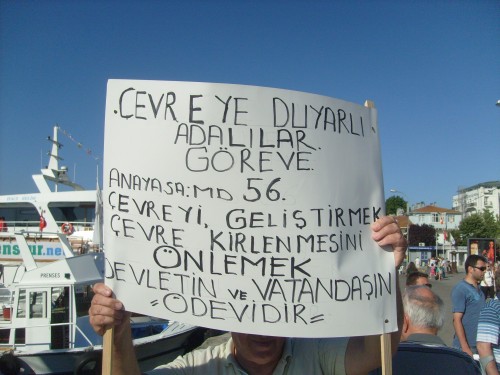 .ÇEVREYE DUYARLI
ADALILAR.
GÖREVE.
ANAYASA: MD 56.
ÇEVREYİ, GELİŞTİRMEK
ÇEVRE KİRLENMESİNİ
ÖNLEMEK
DEVLETİN VE VATANDAŞIN
=ÖDEVİDİR=
PRENSES